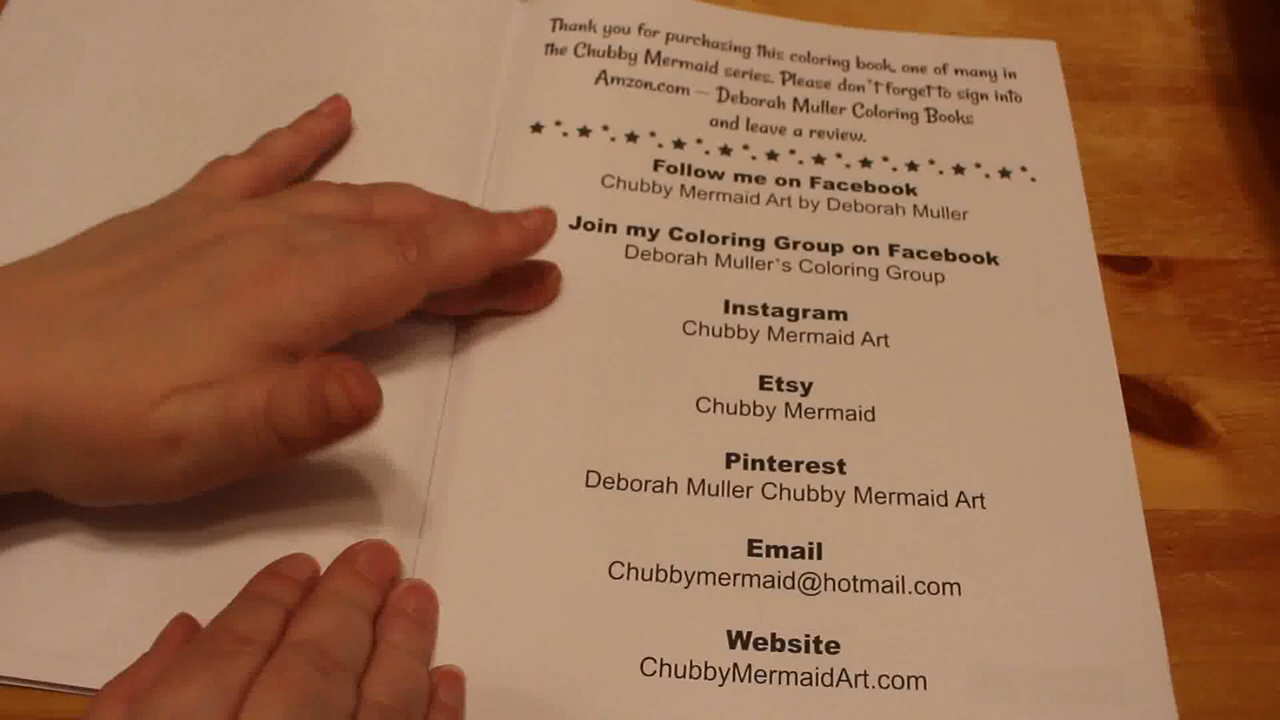 Thank you for purchasing this coloring book, one of many in
the Chubby Mermaid series. Please don't forget to sign into
Amzon.com — Deborah Muller Coloring Books
and leave a review.
Follow me on Facebook
Chubby Mermaid Art by Deborah Muller
Join my Coloring Group on Facebook
Deborah Muller's Coloring Group
Instagram
Chubby Mermaid Art
Etsy
Chubby Mermaid
Pinterest
Deborah Muller Chubby Mermaid Art
Email
Chubbymermaid@hotmail.com
Website
ChubbyMermaidArt.com